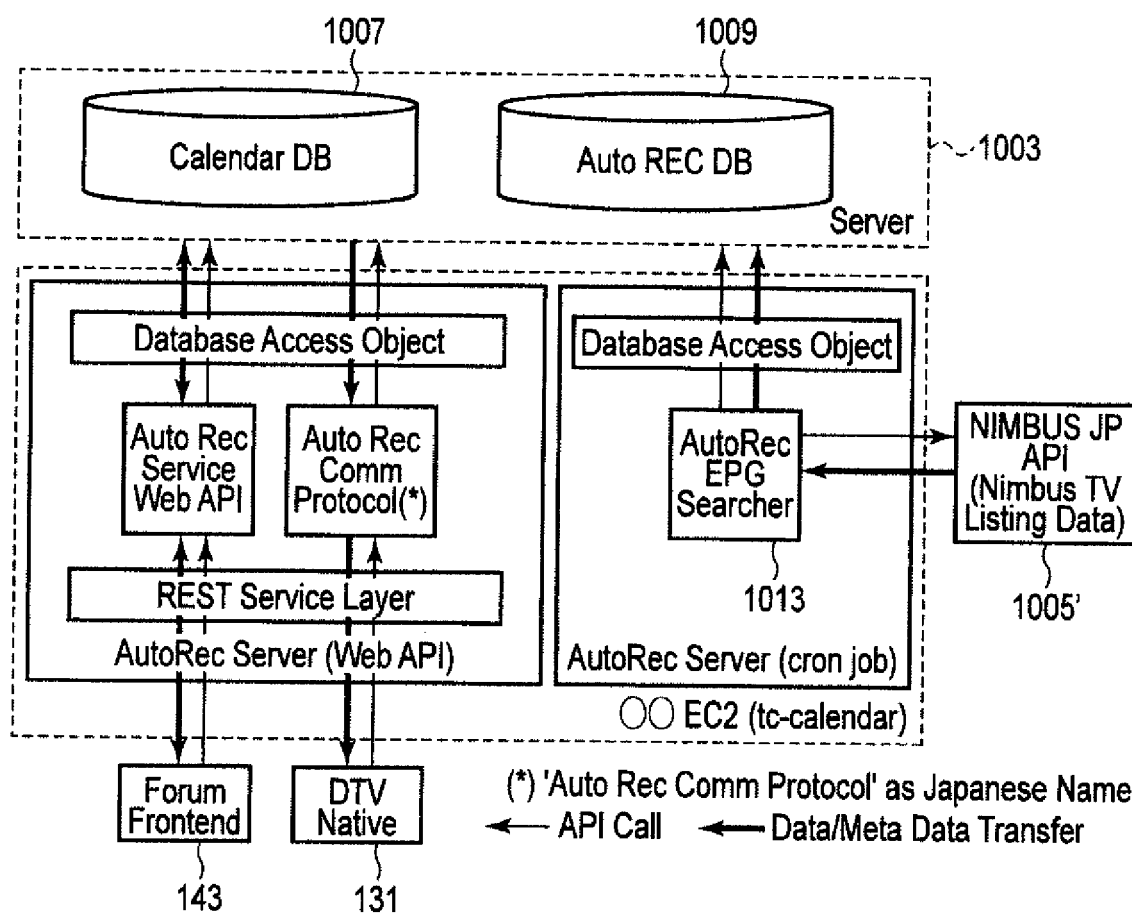 1007
1009
Calendar DB
Auto REC DB
1003
Server
Database Access Object
Database Access Object
Auto Rec
Service
Web API
Auto Rec
Comm
Protocol(*)
AutoRec
EPG
Searcher
NIMBUS JP
API
(Nimbus TV
Listing Data)
1013
1005'
REST Service Layer
AutoRec Server (Web API)
AutoRec Server (cron job)
○○ EC2 (tc-calendar)
Forum
Frontend
DTV
Native
(*) 'Auto Rec Comm Protocol' as Japanese Name
API Call
Data/Meta Data Transfer
143
131